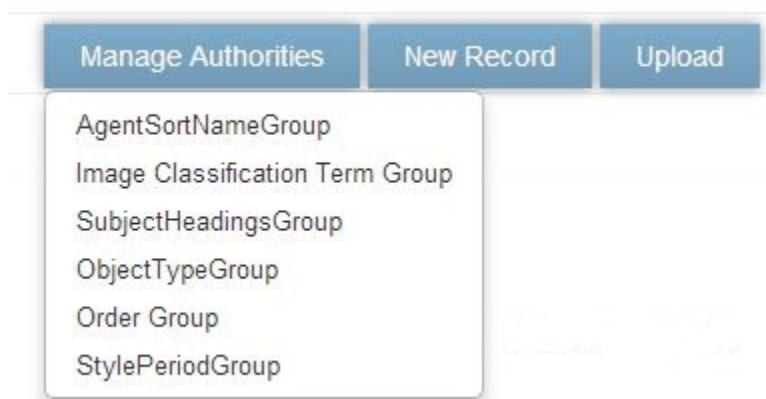 Manage Authorities New Record Upload
AgentSortNameGroup
Image Classification Term Group
SubjectHeadingsGroup
ObjectTypeGroup
Order Group
StylePeriodGroup